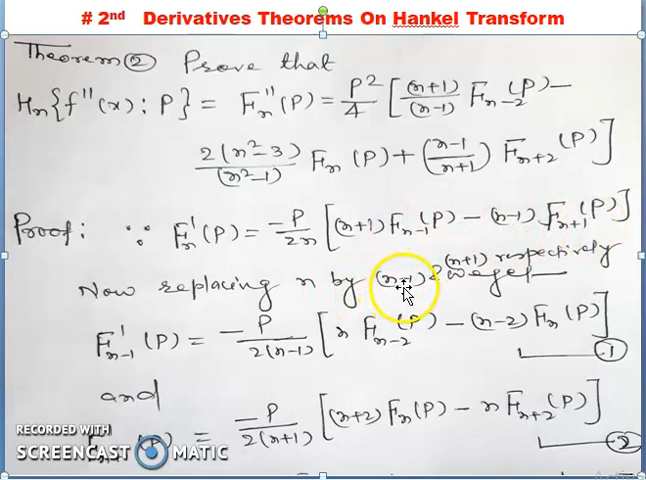 # 2nd Derivatives Theorems On Hankel Transform
Theorem ② Prove that
Hn{f''(x); P} = Fn''(P) = P²/4 [(n+1)/(n-1) Fn-2(P) -
2(n²-3)/(n²-1) Fn(P) + (n-1/n+1) Fn+2(P)]
Proof: ∵ Fn'(P) = -P/2n [(n+1)Fn-1(P) - (n-1) Fn+1(P)]
Now replacing n by (n-1) & (n+1) respectively we get -
F'n-1(P) = -P/2(n-1) [n Fn-2(P) - (n-2) Fn(P)] — ①
and
(P) = -P/2(n+1) [(n+2) Fn(P) - n Fn+2(P)] — ②
RECORDED WITH
SCREENCAST MATIC